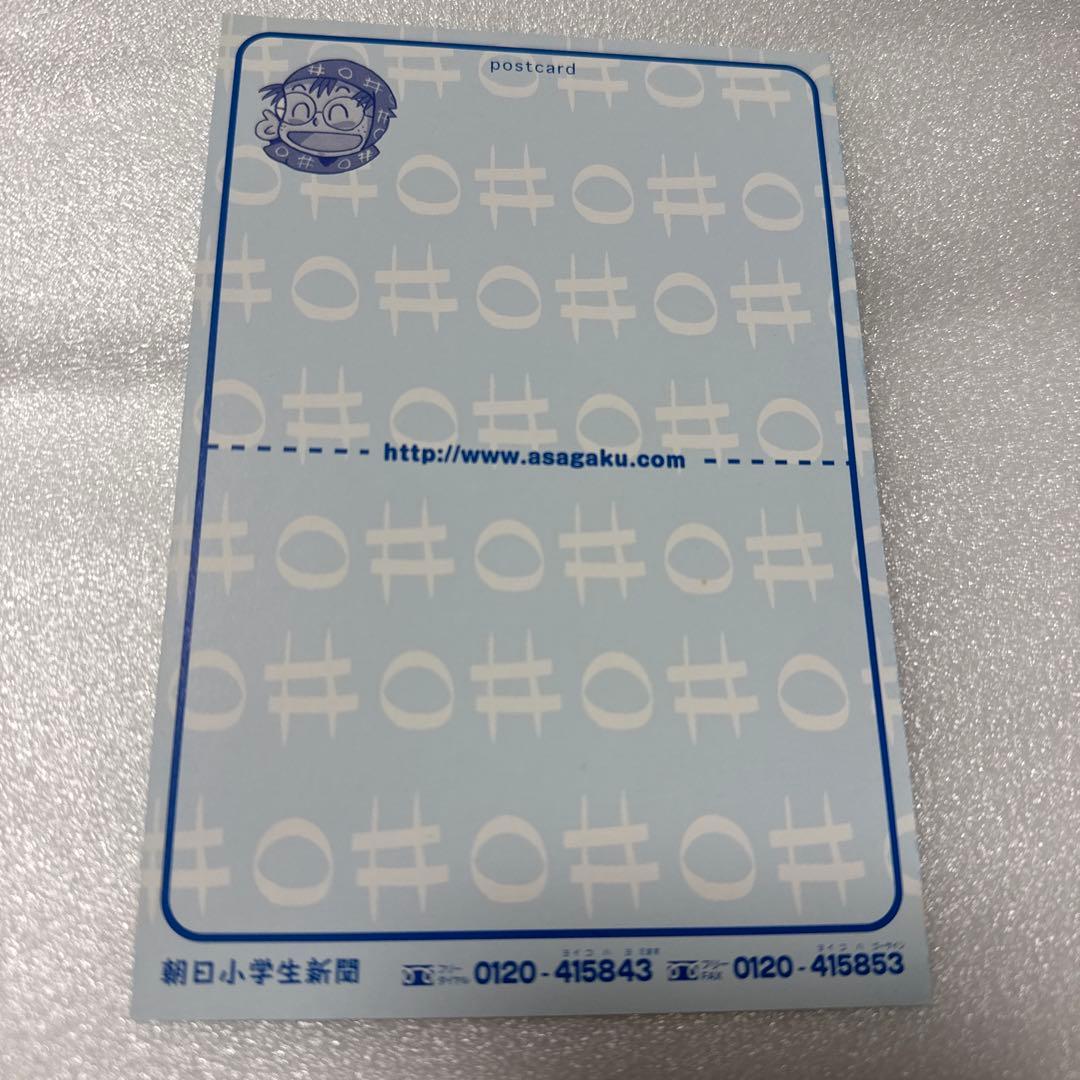 postcard
http://www.asagaku.com
朝日小学生新聞
フリーダイヤル 0120-415843
フリーFAX 0120-415853